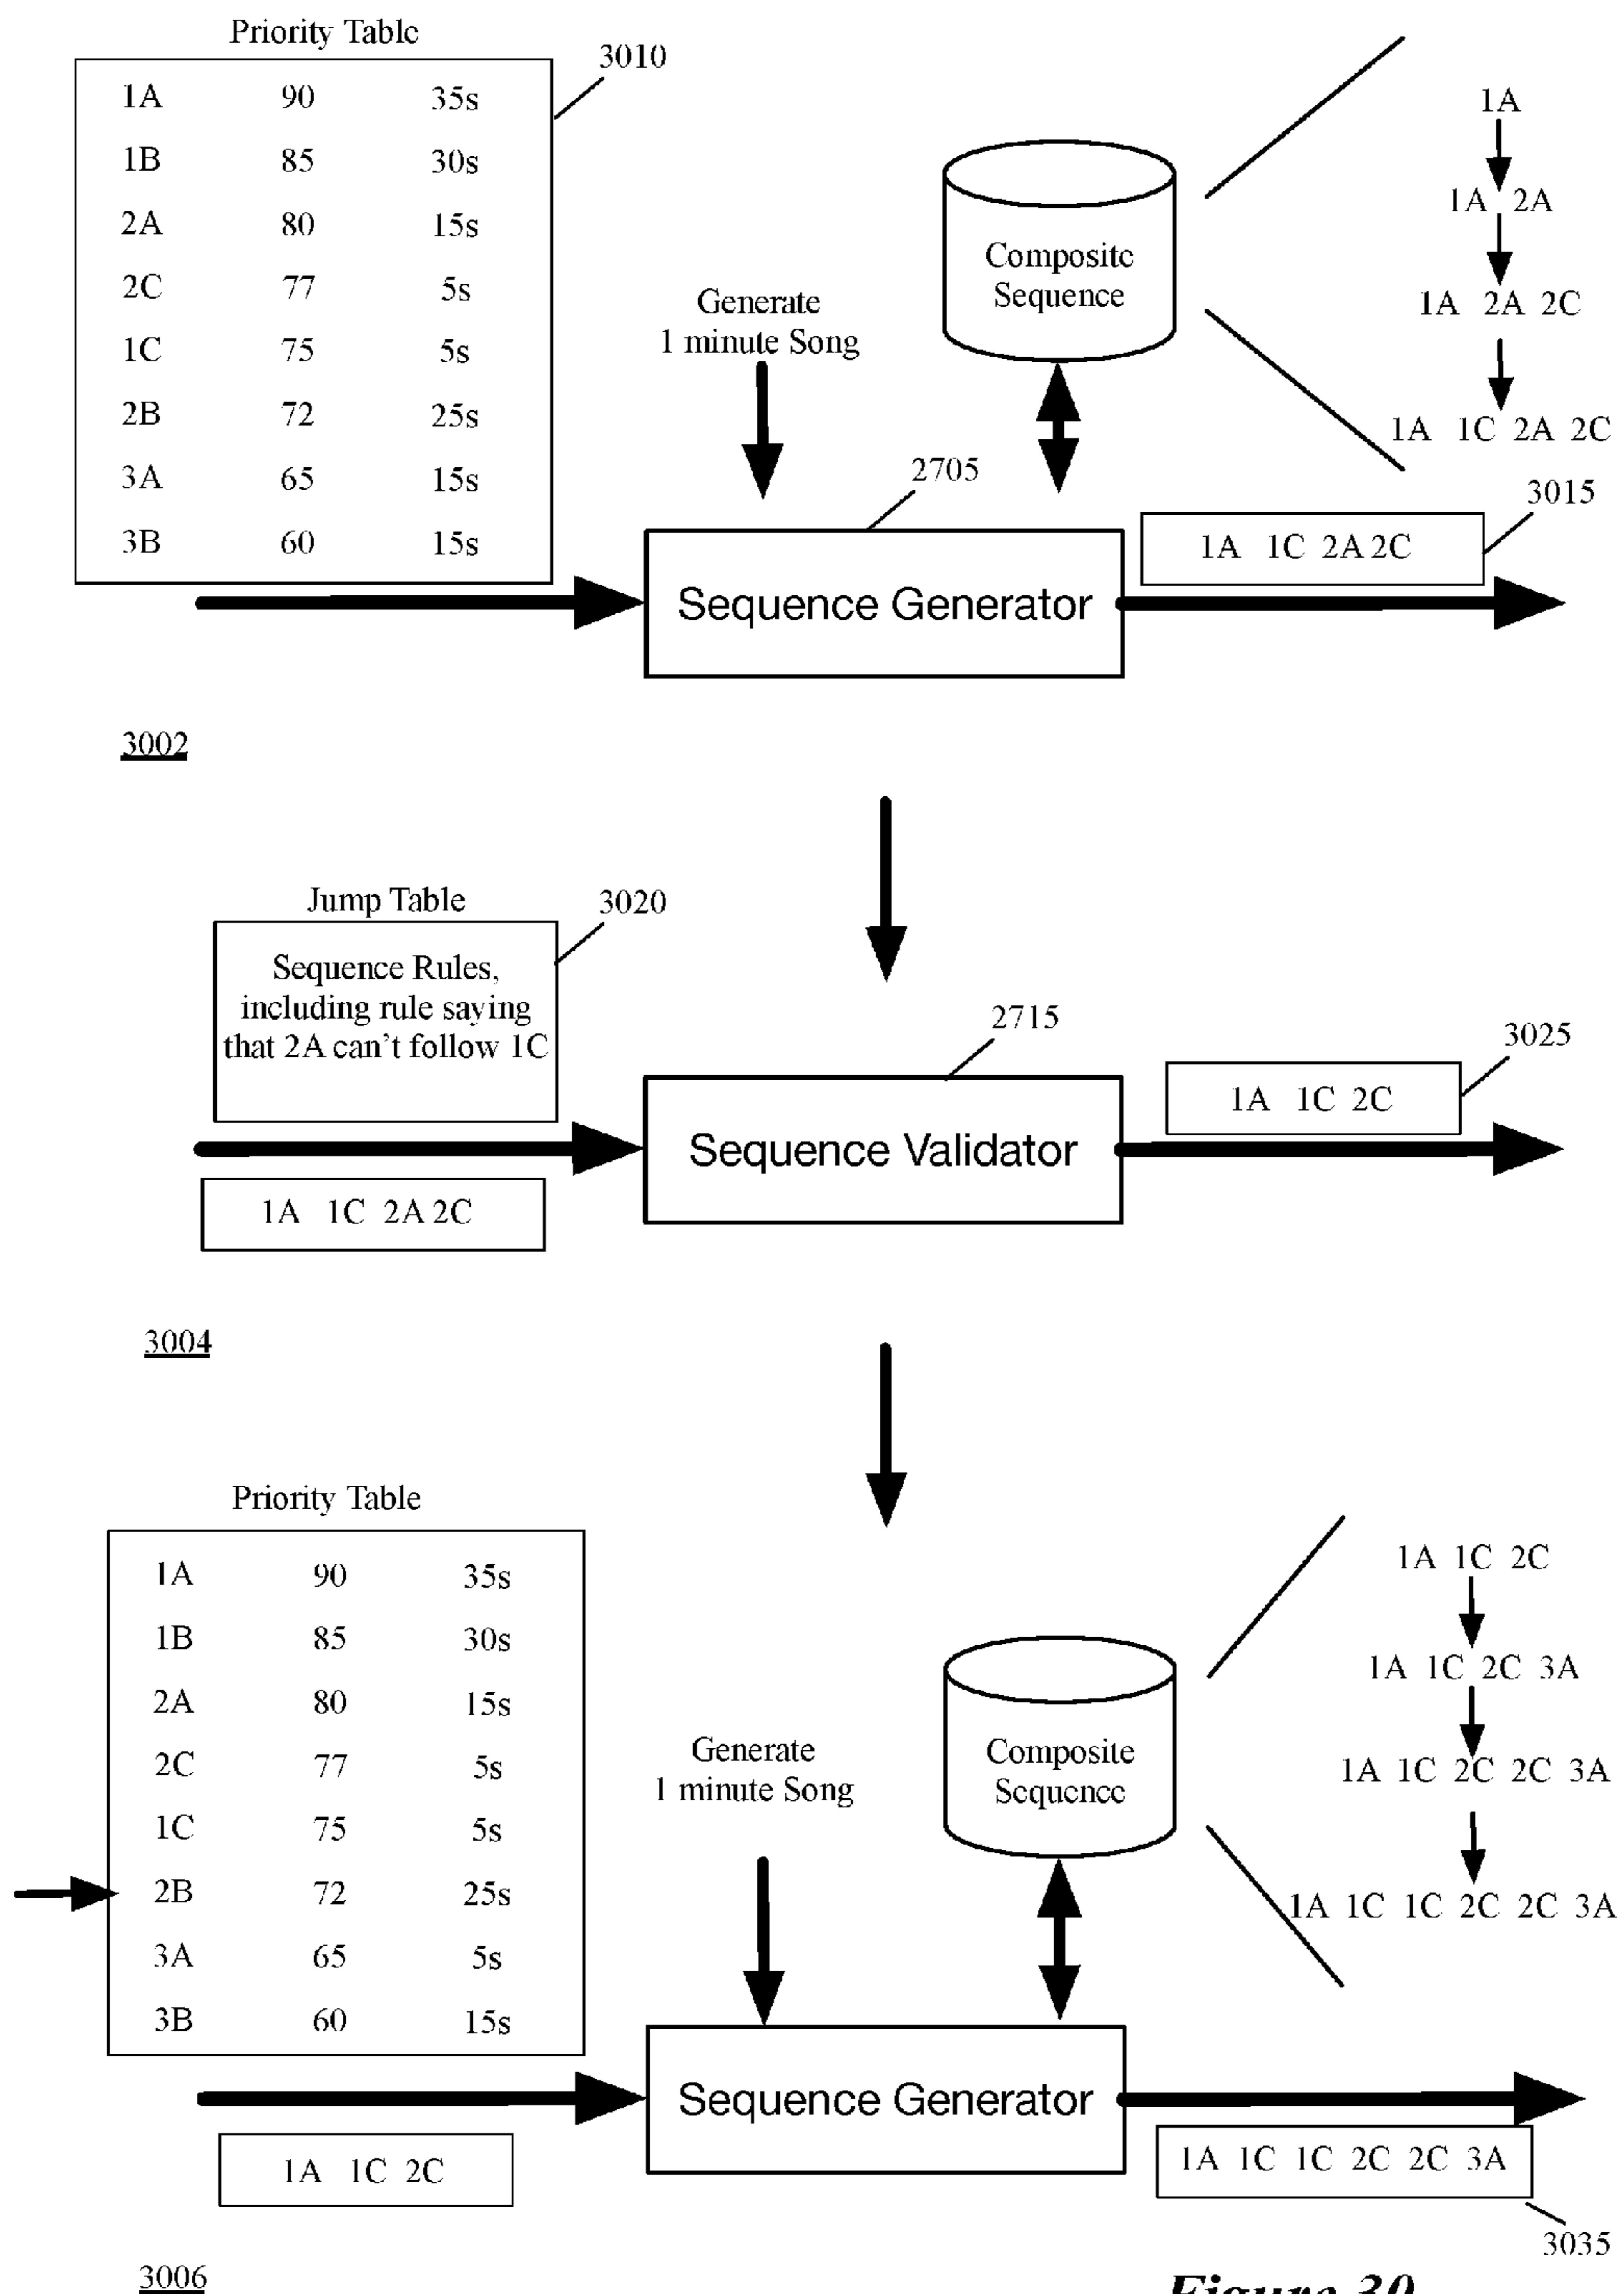 Priority Table
3010
1A 90 35s
1B 85 30s
2A 80 15s
2C 77 5s
1C 75 5s
2B 72 25s
3A 65 15s
3B 60 15s
Generate
1 minute Song
Composite
Sequence
1A
1A 2A
1A 2A 2C
1A 1C 2A 2C
2705
3015
1A 1C 2A 2C
Sequence Generator
3002
Jump Table
3020
Sequence Rules,
including rule saying
that 2A can't follow 1C
2715
3025
1A 1C 2C
Sequence Validator
1A 1C 2A 2C
3004
Priority Table
1A 90 35s
1B 85 30s
2A 80 15s
2C 77 5s
1C 75 5s
2B 72 25s
3A 65 5s
3B 60 15s
Generate
1 minute Song
Composite
Sequence
1A 1C 2C
1A 1C 2C 3A
1A 1C 2C 2C 3A
1A 1C 1C 2C 2C 3A
Sequence Generator
1A 1C 2C
1A 1C 1C 2C 2C 3A
3035
3006
Figure 30